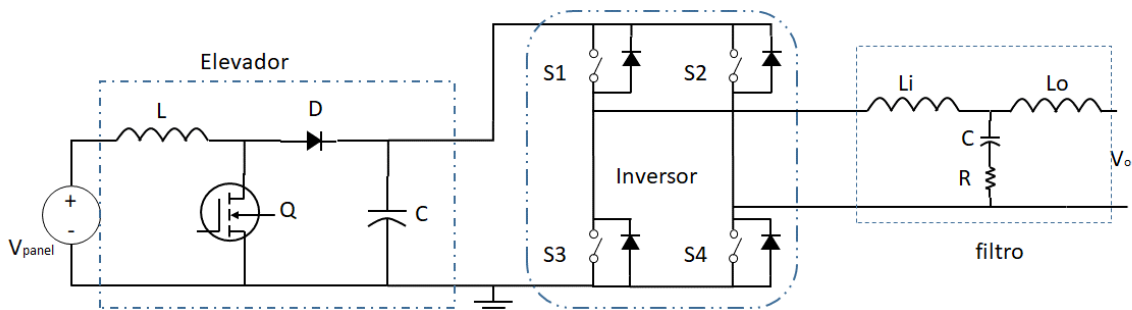 Elevador
L
D
+
-
Vpanel
Q
C
S1
S2
Inversor
S3
S4
Li
Lo
C
R
Vo
filtro